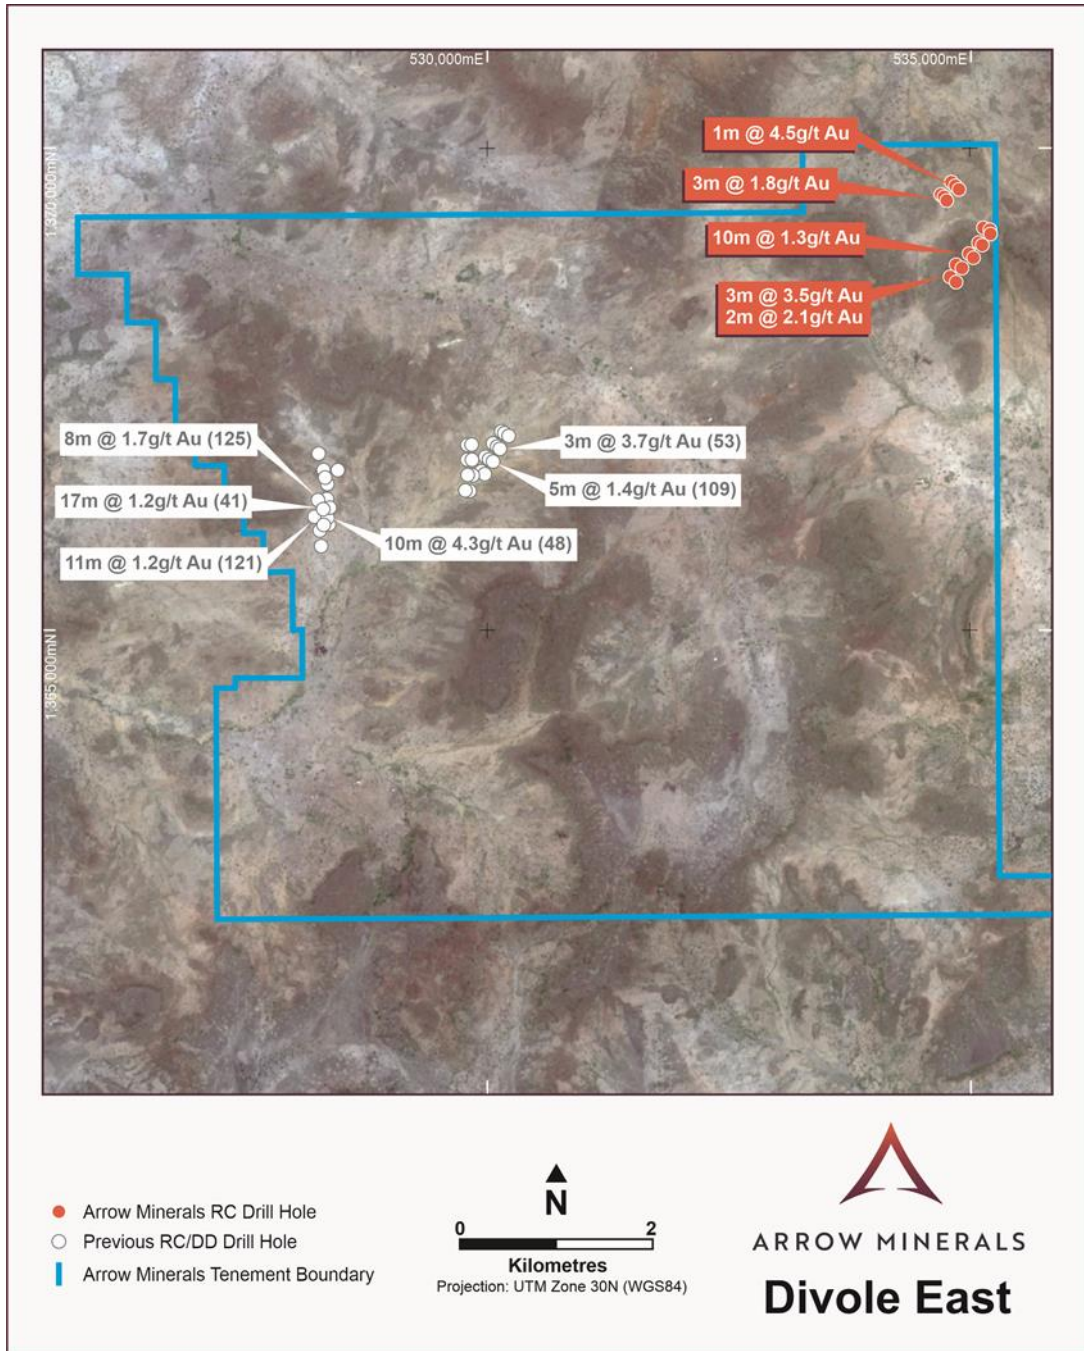 530,000mE
535,000mE
1,370,000mN
1,365,000mN
1m @ 4.5g/t Au
3m @ 1.8g/t Au
10m @ 1.3g/t Au
3m @ 3.5g/t Au
2m @ 2.1g/t Au
8m @ 1.7g/t Au (125)
3m @ 3.7g/t Au (53)
5m @ 1.4g/t Au (109)
17m @ 1.2g/t Au (41)
10m @ 4.3g/t Au (48)
11m @ 1.2g/t Au (121)
Arrow Minerals RC Drill Hole
Previous RC/DD Drill Hole
Arrow Minerals Tenement Boundary
N
0 2
Kilometres
Projection: UTM Zone 30N (WGS84)
ARROW MINERALS
Divole East